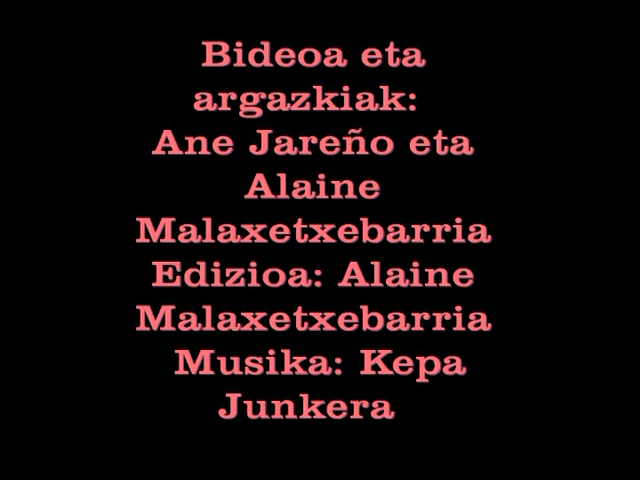 Bideoa eta
argazkiak:
Ane Jareño eta
Alaine
Malaxetxebarria
Edizioa: Alaine
Malaxetxebarria
Musika: Kepa
Junkera